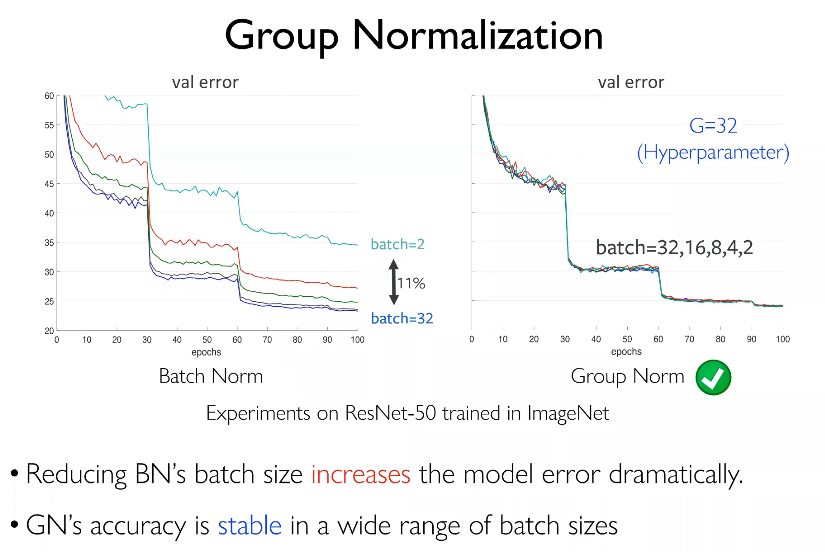 Group Normalization
val error
60
55
50
45
40
35
30
25
20
0 10 20 30 40 50 60 70 80 90 100
epochs
batch=2
11%
batch=32
Batch Norm
val error
G=32
(Hyperparameter)
batch=32,16,8,4,2
0 10 20 30 40 50 60 70 80 90 100
epochs
Group Norm
Experiments on ResNet-50 trained in ImageNet
• Reducing BN's batch size increases the model error dramatically.
• GN's accuracy is stable in a wide range of batch sizes